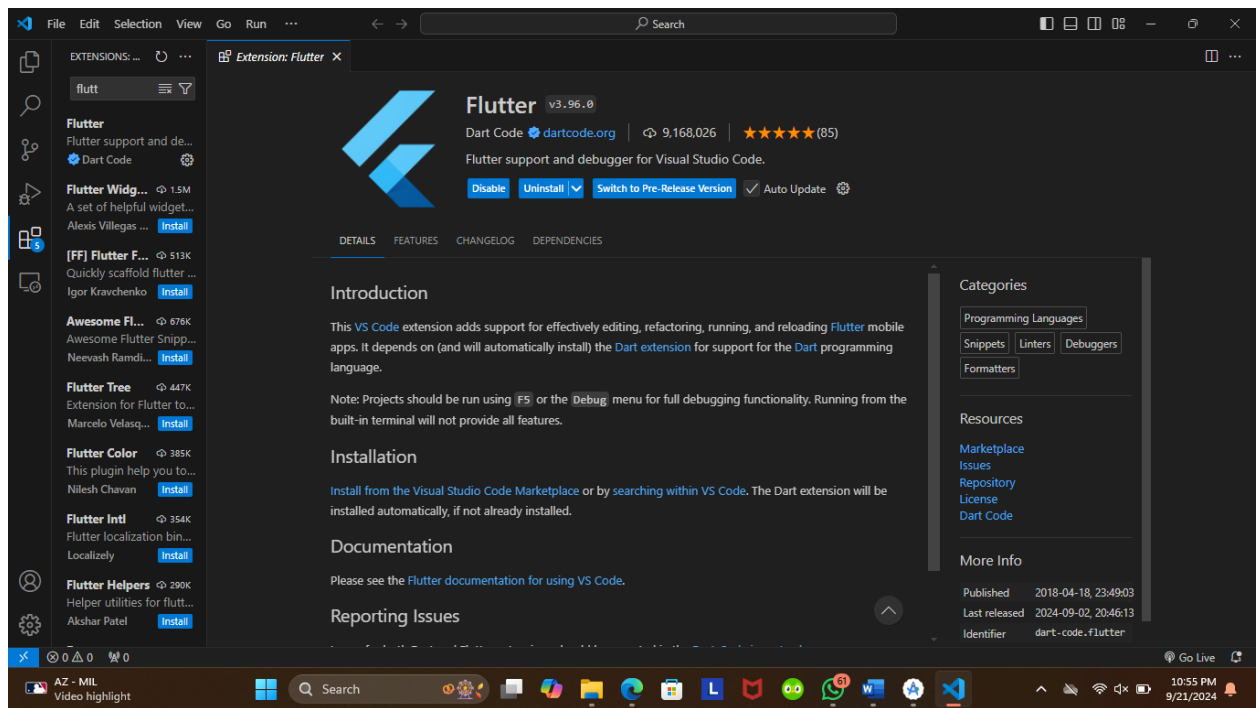 File Edit Selection View Go Run ···
Search
EXTENSIONS: ...
Extension: Flutter
flutt
Flutter
Flutter support and de...
Dart Code
Flutter Widg... 1.5M
A set of helpful widget...
Alexis Villegas ... Install
[FF] Flutter F... 513K
Quickly scaffold flutter ...
Igor Kravchenko Install
Awesome Fl... 676K
Awesome Flutter Snipp...
Neevash Ramdi... Install
Flutter Tree 447K
Extension for Flutter to...
Marcelo Velasq... Install
Flutter Color 385K
This plugin help you to...
Nilesh Chavan Install
Flutter Intl 354K
Flutter localization bin...
Localizely Install
Flutter Helpers 290K
Helper utilities for flutt...
Akshar Patel Install
5
Flutter v3.96.0
Dart Code dartcode.org 9,168,026 (85)
Flutter support and debugger for Visual Studio Code.
Disable Uninstall Switch to Pre-Release Version Auto Update
DETAILS FEATURES CHANGELOG DEPENDENCIES
Introduction
This VS Code extension adds support for effectively editing, refactoring, running, and reloading Flutter mobile
apps. It depends on (and will automatically install) the Dart extension for support for the Dart programming
language.
Note: Projects should be run using F5 or the Debug menu for full debugging functionality. Running from the
built-in terminal will not provide all features.
Installation
Install from the Visual Studio Code Marketplace or by searching within VS Code. The Dart extension will be
installed automatically, if not already installed.
Documentation
Please see the Flutter documentation for using VS Code.
Reporting Issues
Categories
Programming Languages
Snippets Linters Debuggers
Formatters
Resources
Marketplace
Issues
Repository
License
Dart Code
More Info
Published 2018-04-18, 23:49:03
Last released 2024-09-02, 20:46:13
Identifier dart-code.flutter
0 0 0
Go Live
AZ - MIL
Video highlight
Search
L
61
10:55 PM
9/21/2024